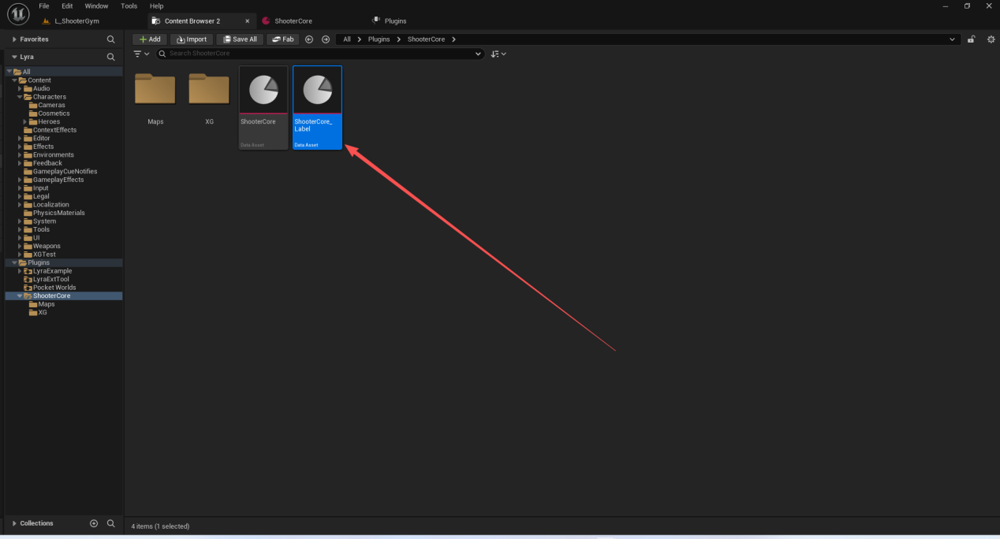 File Edit Window Tools Help
L_ShooterGym
Content Browser 2
ShooterCore
Plugins
Favorites
Add
Import
Save All
Fab
All
Plugins
ShooterCore
Lyra
Search ShooterCore
All
Content
Audio
Characters
Cameras
Cosmetics
Heroes
ContextEffects
Editor
Effects
Environments
Feedback
GameplayCueNotifies
GameplayEffects
Input
Legal
Localization
PhysicsMaterials
System
Tools
UI
Weapons
XGTest
Plugins
LyraExample
LyraExtTool
Pocket Worlds
ShooterCore
Maps
XG
Maps
XG
ShooterCore
Data Asset
ShooterCore_
Label
Data Asset
Collections
4 items (1 selected)